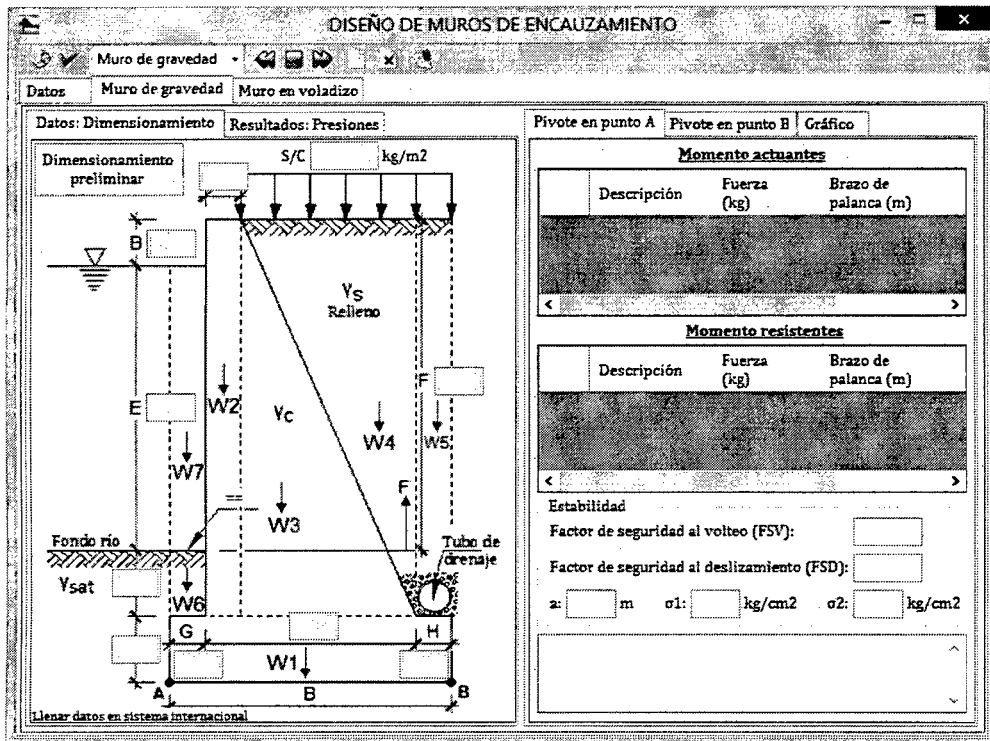 DISEÑO DE MUROS DE ENCAUZAMIENTO
Muro de gravedad
Datos Muro de gravedad Muro en voladizo
Datos: Dimensionamiento Resultados: Presiones
Dimensionamiento preliminar
S/C kg/m2
B
γs
Relleno
E
F
W2
γc
W4
W5
W7
F
==
W3
Fondo río
Tubo de drenaje
γsat
W6
G
H
W1
A
B
B
Llenar datos en sistema internacional
Pivote en punto A Pivote en punto B Gráfico
Momento actuantes
Descripción Fuerza (kg) Brazo de palanca (m)
Momento resistentes
Descripción Fuerza (kg) Brazo de palanca (m)
Estabilidad
Factor de seguridad al volteo (FSV):
Factor de seguridad al deslizamiento (FSD):
a: m σ1: kg/cm2 σ2: kg/cm2